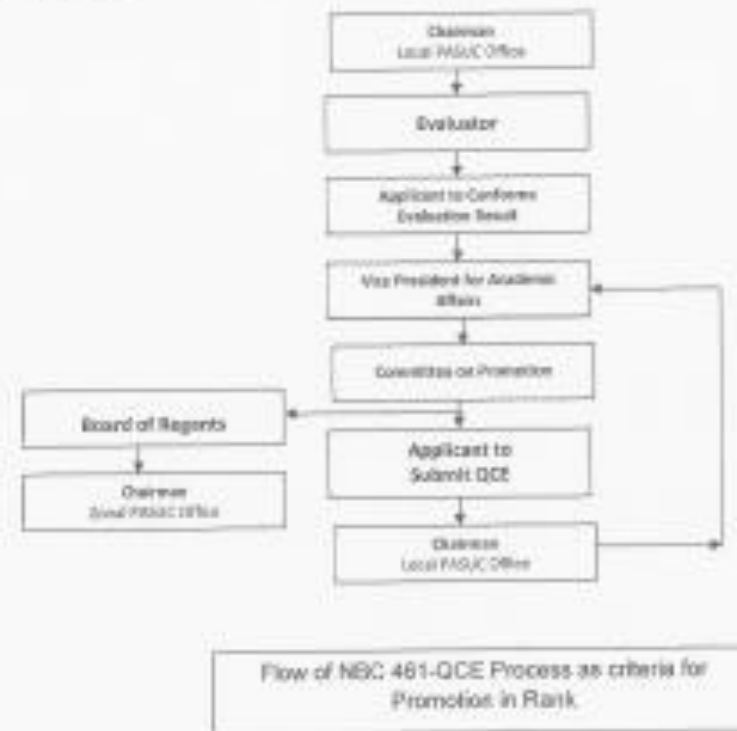 Chairman
Local PASUC Office
Evaluator
Applicant to Conforme
Evaluation Result
Vice President for Academic
Affairs
Committee on Promotion
Board of Regents
Applicant to
Submit QCE
Chairman
Zonal PASUC Office
Chairman
Local PASUC Office
Flow of NBC 461-QCE Process as criteria for
Promotion in Rank